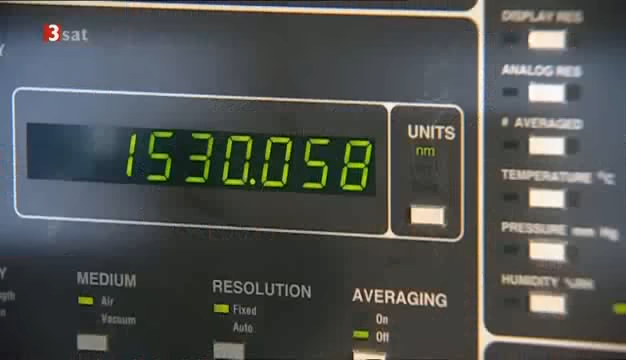 3sat
DISPLAY RES
ANALOG RES
# AVERAGED
TEMPERATURE °C
PRESSURE mm Hg
HUMIDITY %RH
1530.058
UNITS
nm
MEDIUM
Air
Vacuum
RESOLUTION
Fixed
Auto
AVERAGING
On
Off